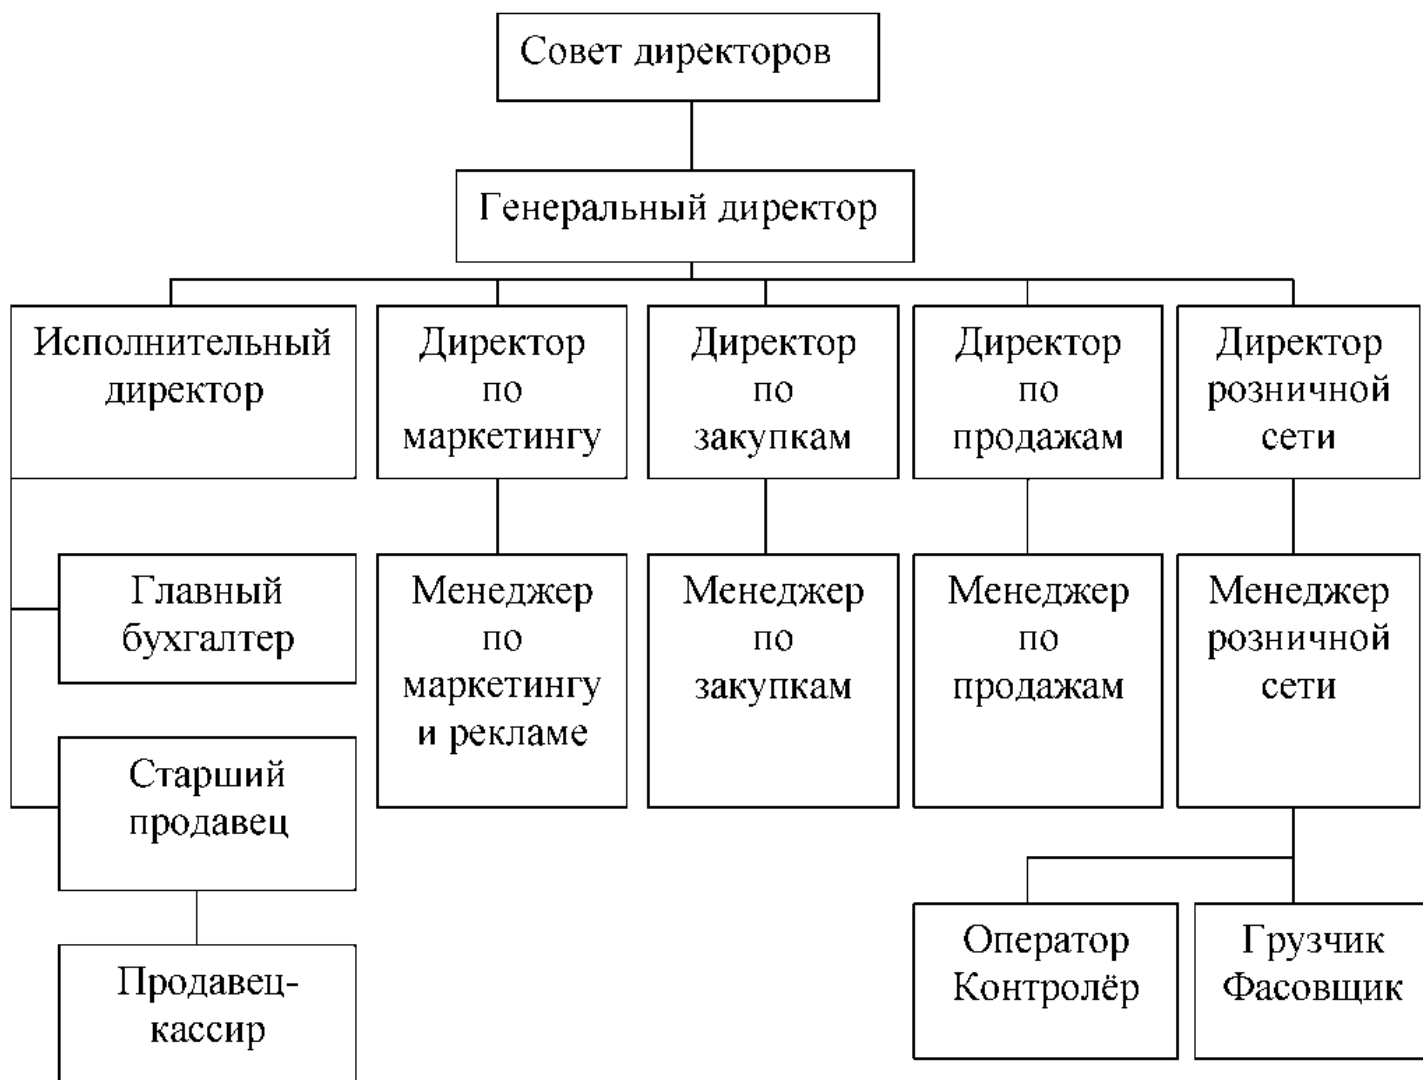 Совет директоров
Генеральный директор
Исполнительный
директор
Директор
по
маркетингу
Директор
по
закупкам
Директор
по
продажам
Директор
розничной
сети
Главный
бухгалтер
Менеджер
по
маркетингу
и рекламе
Менеджер
по
закупкам
Менеджер
по
продажам
Менеджер
розничной
сети
Старший
продавец
Продавец-
кассир
Оператор
Контролёр
Грузчик
Фасовщик